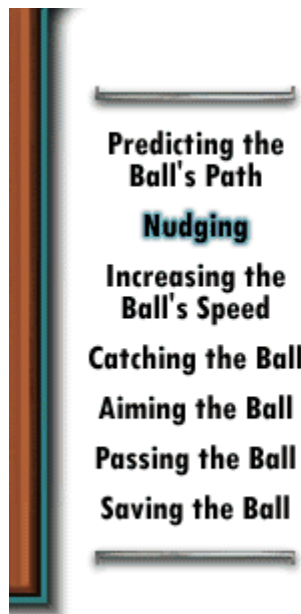 Predicting the
Ball's Path
Nudging
Increasing the
Ball's Speed
Catching the Ball
Aiming the Ball
Passing the Ball
Saving the Ball